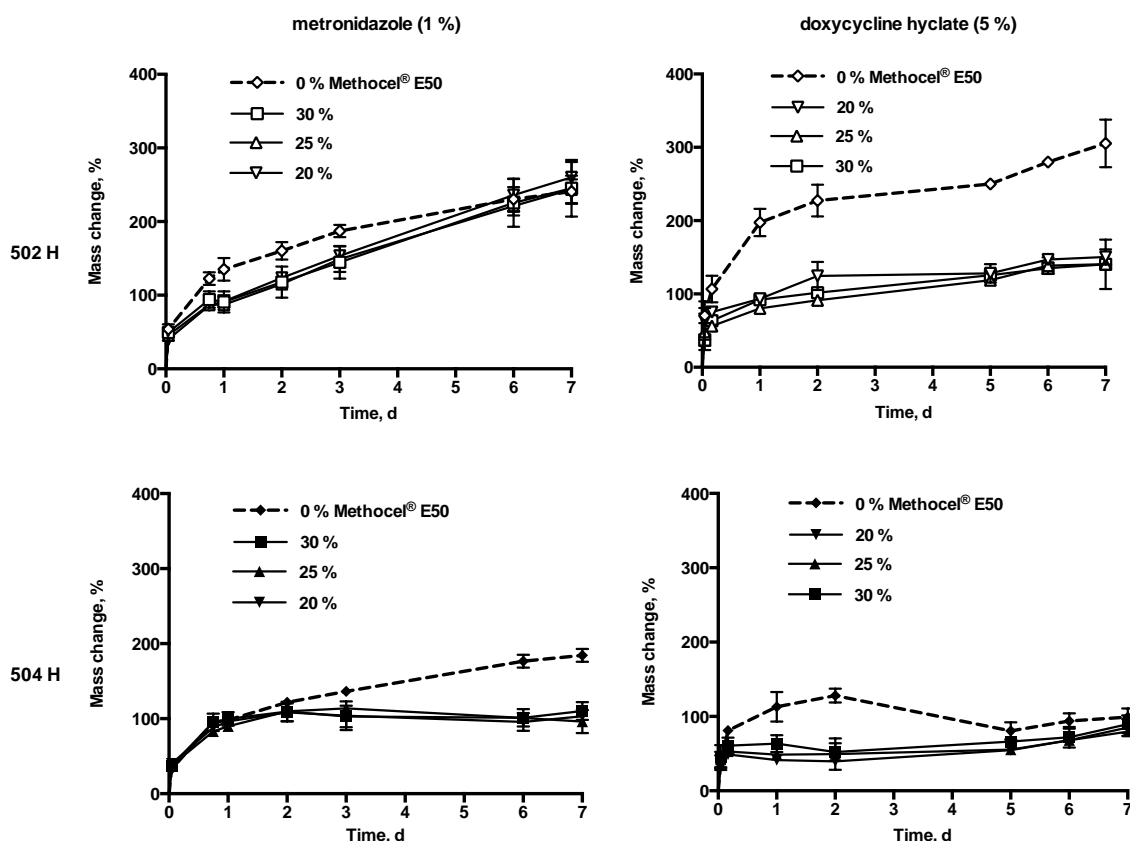 metronidazole (1 %)
doxycycline hyclate (5 %)
502 H
Mass change, %
400
300
200
100
0
0 % Methocel® E50
30 %
25 %
20 %
0 1 2 3 4 5 6 7
Time, d
Mass change, %
400
300
200
100
0
0 % Methocel® E50
20 %
25 %
30 %
0 1 2 3 4 5 6 7
Time, d
504 H
Mass change, %
400
300
200
100
0
0 % Methocel® E50
30 %
25 %
20 %
0 1 2 3 4 5 6 7
Time, d
Mass change, %
400
300
200
100
0
0 % Methocel® E50
20 %
25 %
30 %
0 1 2 3 4 5 6 7
Time, d